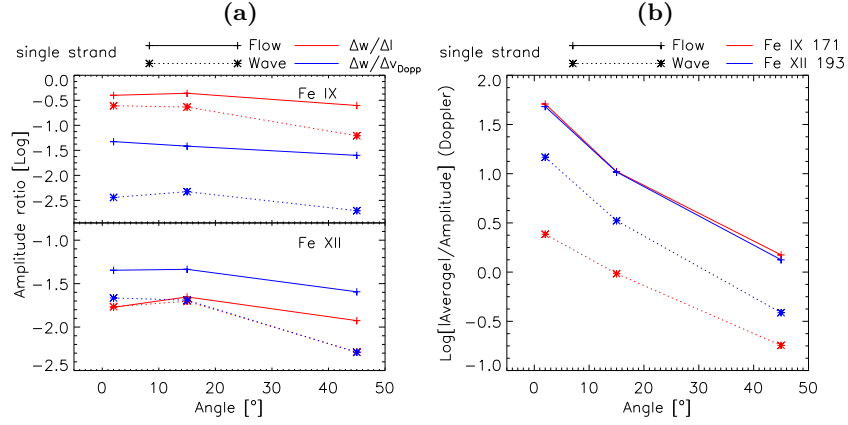 (a)
single strand
Flow
Δw/Δl
Wave
Δw/Δv_Dopp
Fe IX
0.0
−0.5
−1.0
−1.5
−2.0
−2.5
Fe XII
−1.0
−1.5
−2.0
−2.5
Amplitude ratio [Log]
0 10 20 30 40 50
Angle [°]
(b)
single strand
Flow
Fe IX 171
Wave
Fe XII 193
2.0
1.5
1.0
0.5
0.0
−0.5
−1.0
Log[|Average|/Amplitude] (Doppler)
0 10 20 30 40 50
Angle [°]